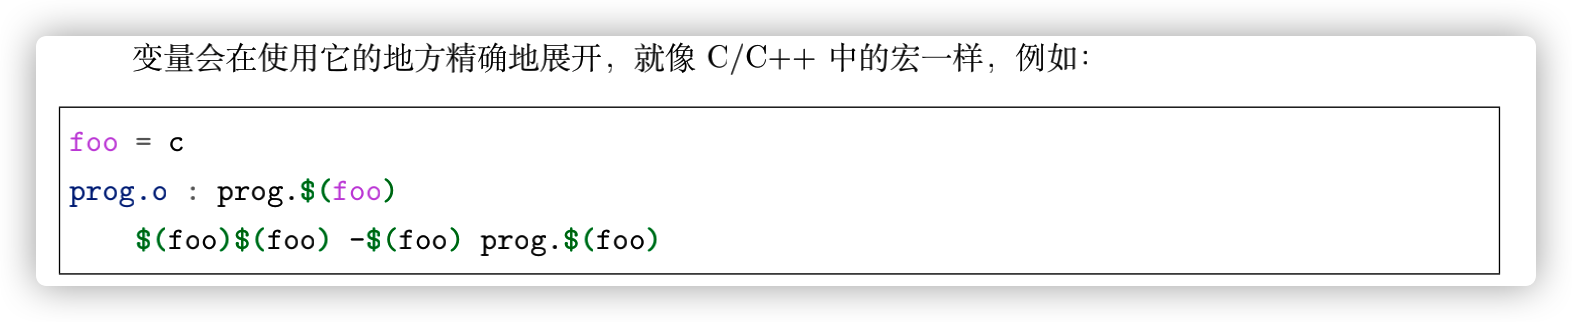 变量会在使用它的地方精确地展开，就像 C/C++ 中的宏一样，例如：
foo = c
prog.o : prog.$(foo)
    $(foo)$(foo) -$(foo) prog.$(foo)